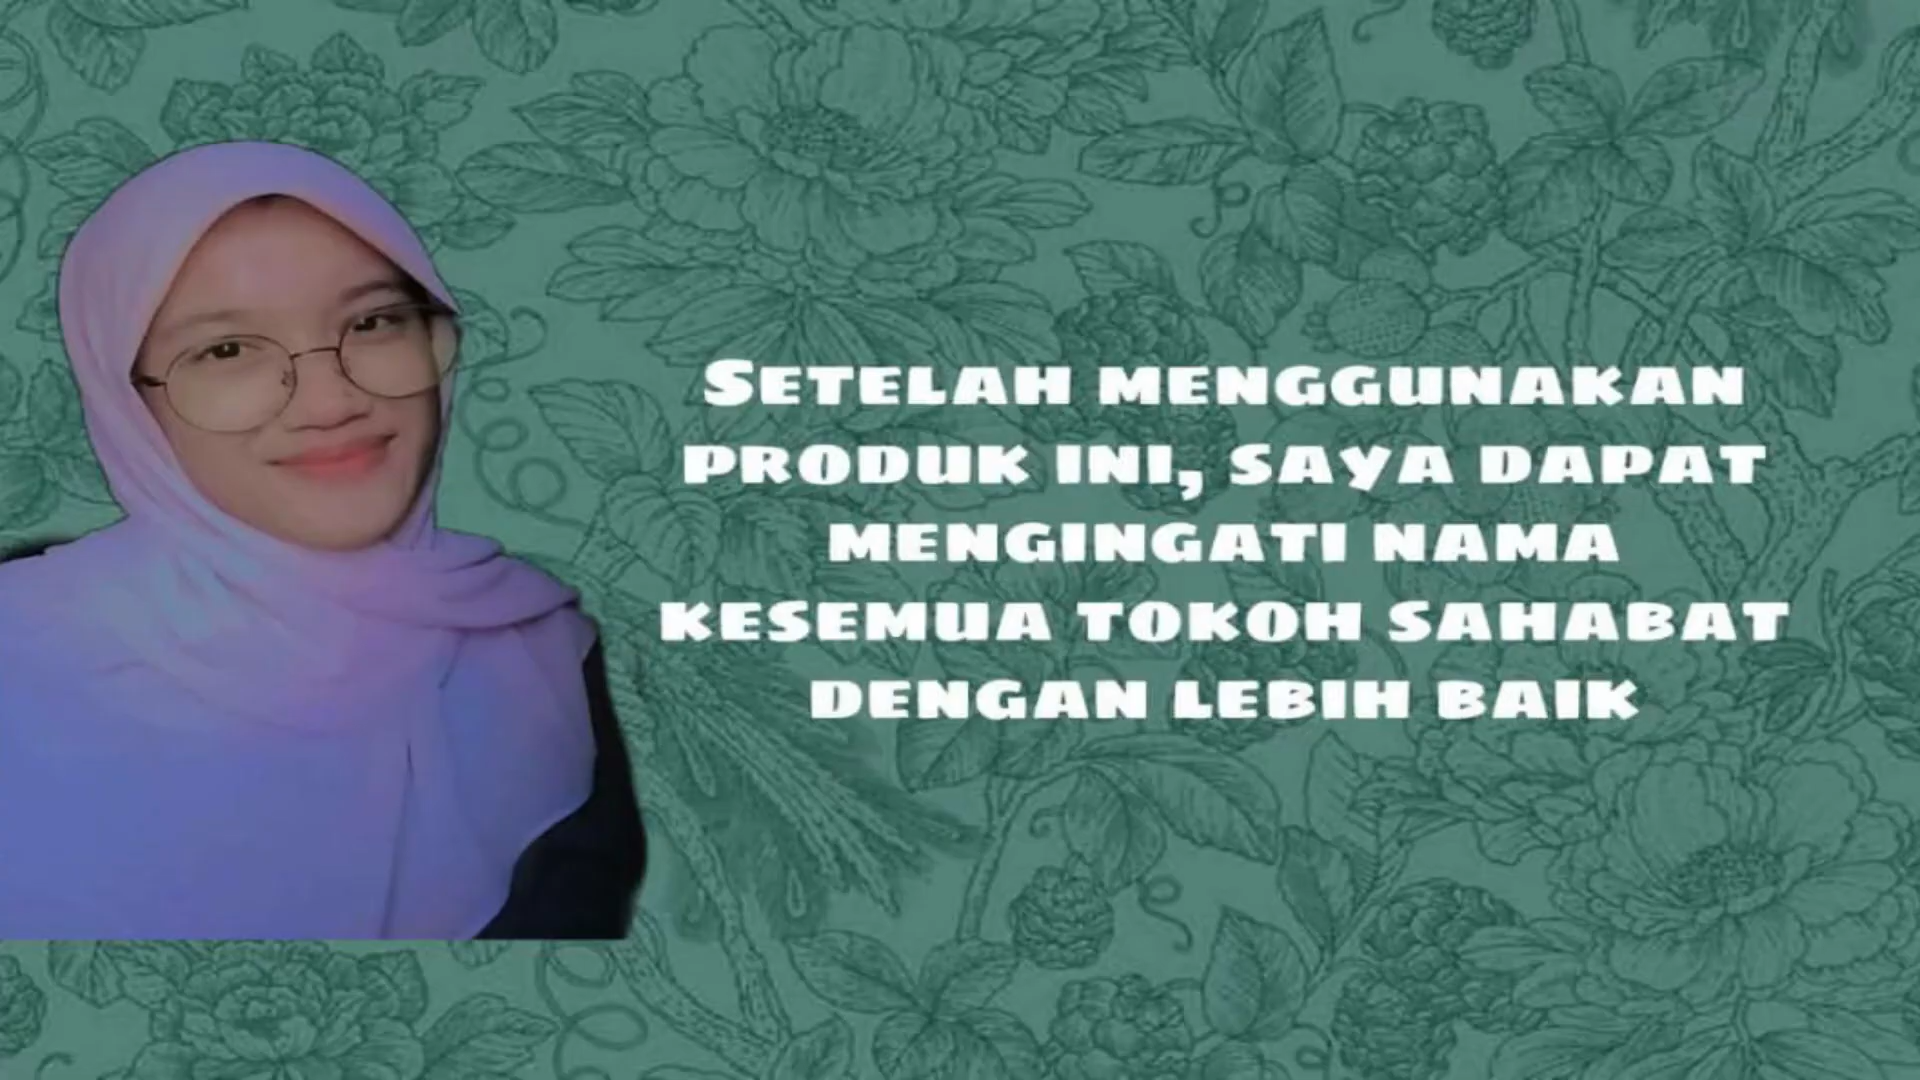 Setelah menggunakan
produk ini, saya dapat
mengingati nama
kesemua tokoh sahabat
dengan lebih baik